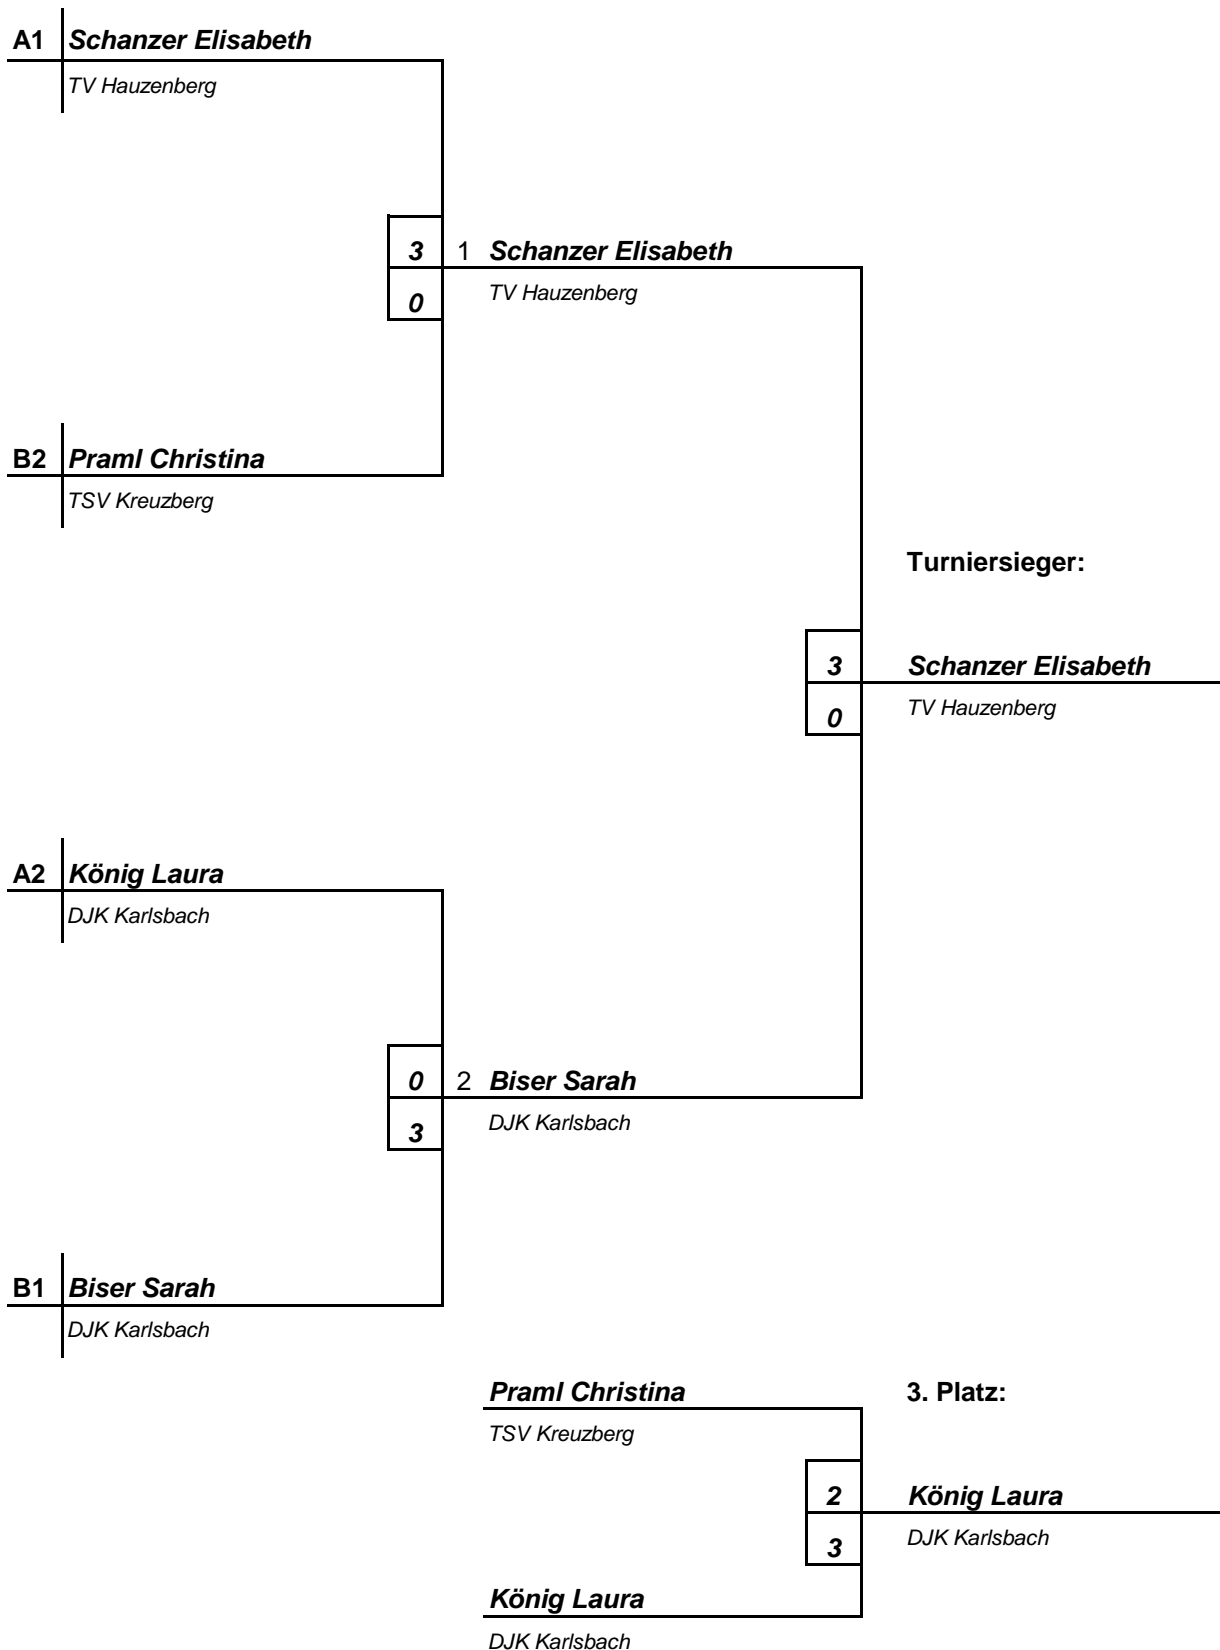 A1 Schanzer Elisabeth
TV Hauzenberg
3 1 Schanzer Elisabeth
0 TV Hauzenberg
B2 Praml Christina
TSV Kreuzberg
Turniersieger:
3 Schanzer Elisabeth
0 TV Hauzenberg
A2 König Laura
DJK Karlsbach
0 2 Biser Sarah
3 DJK Karlsbach
B1 Biser Sarah
DJK Karlsbach
Praml Christina 3. Platz:
TSV Kreuzberg
2 König Laura
3 DJK Karlsbach
König Laura
DJK Karlsbach